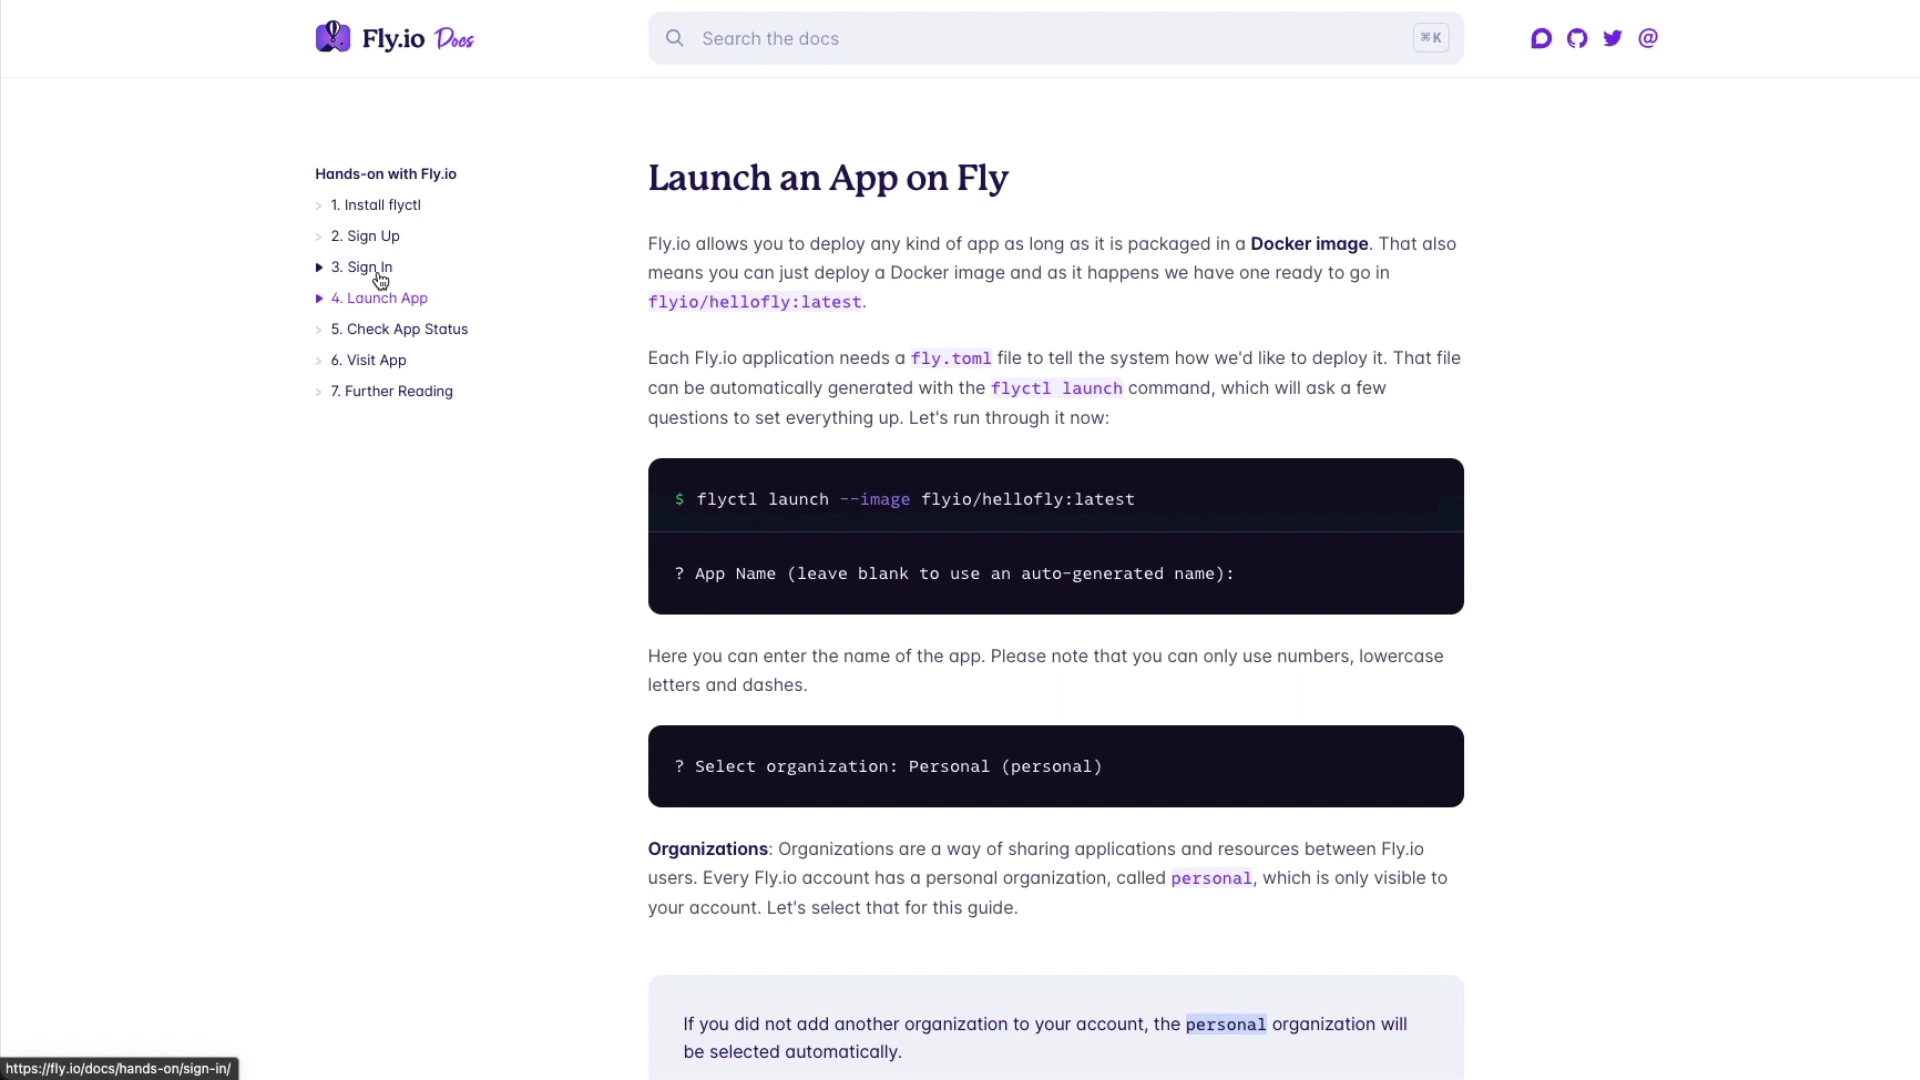 Fly.io Docs
Search the docs
⌘K
Hands-on with Fly.io
1. Install flyctl
2. Sign Up
3. Sign In
4. Launch App
5. Check App Status
6. Visit App
7. Further Reading
Launch an App on Fly
Fly.io allows you to deploy any kind of app as long as it is packaged in a Docker image. That also
means you can just deploy a Docker image and as it happens we have one ready to go in
flyio/hellofly:latest.
Each Fly.io application needs a fly.toml file to tell the system how we'd like to deploy it. That file
can be automatically generated with the flyctl launch command, which will ask a few
questions to set everything up. Let's run through it now:
$ flyctl launch --image flyio/hellofly:latest
? App Name (leave blank to use an auto-generated name):
Here you can enter the name of the app. Please note that you can only use numbers, lowercase
letters and dashes.
? Select organization: Personal (personal)
Organizations: Organizations are a way of sharing applications and resources between Fly.io
users. Every Fly.io account has a personal organization, called personal, which is only visible to
your account. Let's select that for this guide.
If you did not add another organization to your account, the personal organization will
be selected automatically.
https://fly.io/docs/hands-on/sign-in/